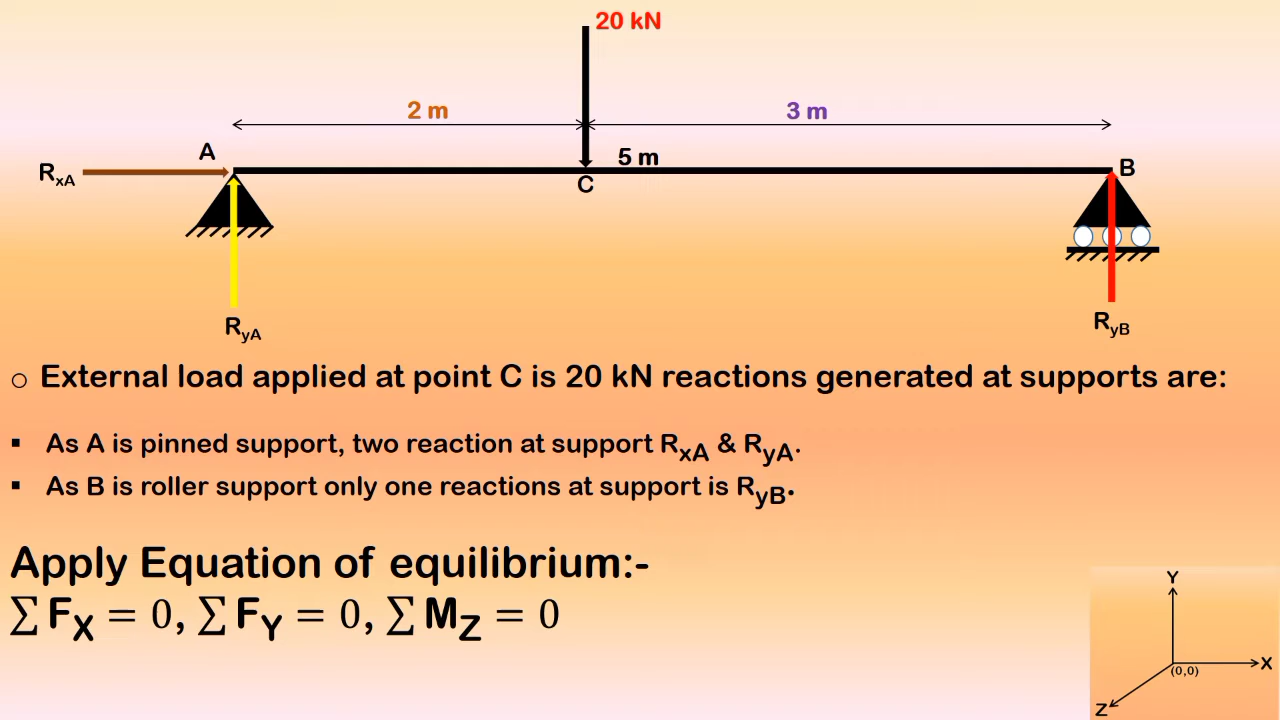 20 kN
2 m
3 m
A
5 m
B
RxA
C
RyA
RyB
○ External load applied at point C is 20 kN reactions generated at supports are:
▪ As A is pinned support, two reaction at support RxA & RyA.
▪ As B is roller support only one reactions at support is RyB.
Apply Equation of equilibrium:-
∑ FX = 0, ∑ FY = 0, ∑ MZ = 0
Y
X
(0,0)
Z